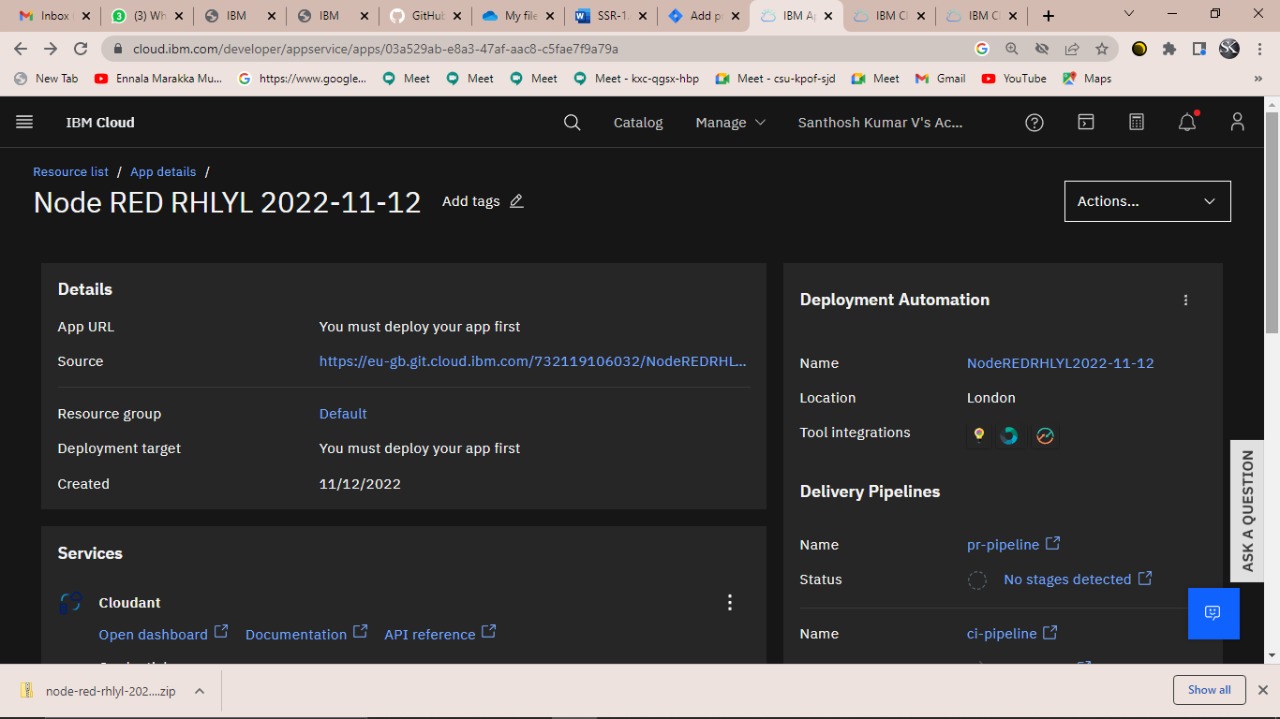 Inbox
(3) Wh
IBM
IBM
GitHub
My file
SSR-1
Add p
IBM A
IBM C
IBM C
cloud.ibm.com/developer/appservice/apps/03a529ab-e8a3-47af-aac8-c5fae7f9a79a
New Tab
Ennala Marakka Mu...
https://www.google...
Meet
Meet
Meet
Meet - kxc-qgsx-hbp
Meet - csu-kpof-sjd
Meet
Gmail
YouTube
Maps
»
IBM Cloud
Catalog
Manage
Santhosh Kumar V's Ac...
Resource list / App details /
Node RED RHLYL 2022-11-12
Add tags
Actions...
Details
App URL You must deploy your app first
Source https://eu-gb.git.cloud.ibm.com/732119106032/NodeREDRHL...
Resource group Default
Deployment target You must deploy your app first
Created 11/12/2022
Services
Cloudant
Open dashboard Documentation API reference
Deployment Automation
Name NodeREDRHLYL2022-11-12
Location London
Tool integrations
Delivery Pipelines
Name pr-pipeline
Status No stages detected
Name ci-pipeline
ASK A QUESTION
node-red-rhlyl-202....zip
Show all